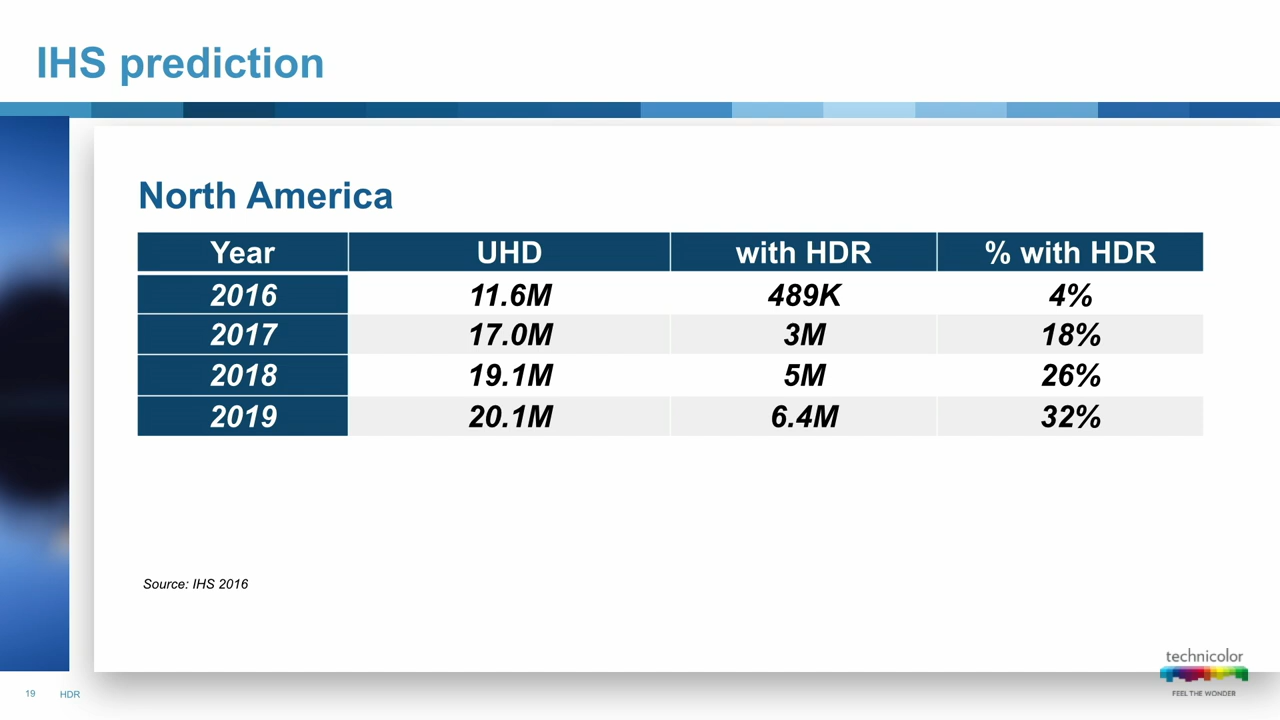 IHS prediction
North America
Year UHD with HDR % with HDR
2016 11.6M 489K 4%
2017 17.0M 3M 18%
2018 19.1M 5M 26%
2019 20.1M 6.4M 32%
Source: IHS 2016
technicolor
FEEL THE WONDER
19 HDR